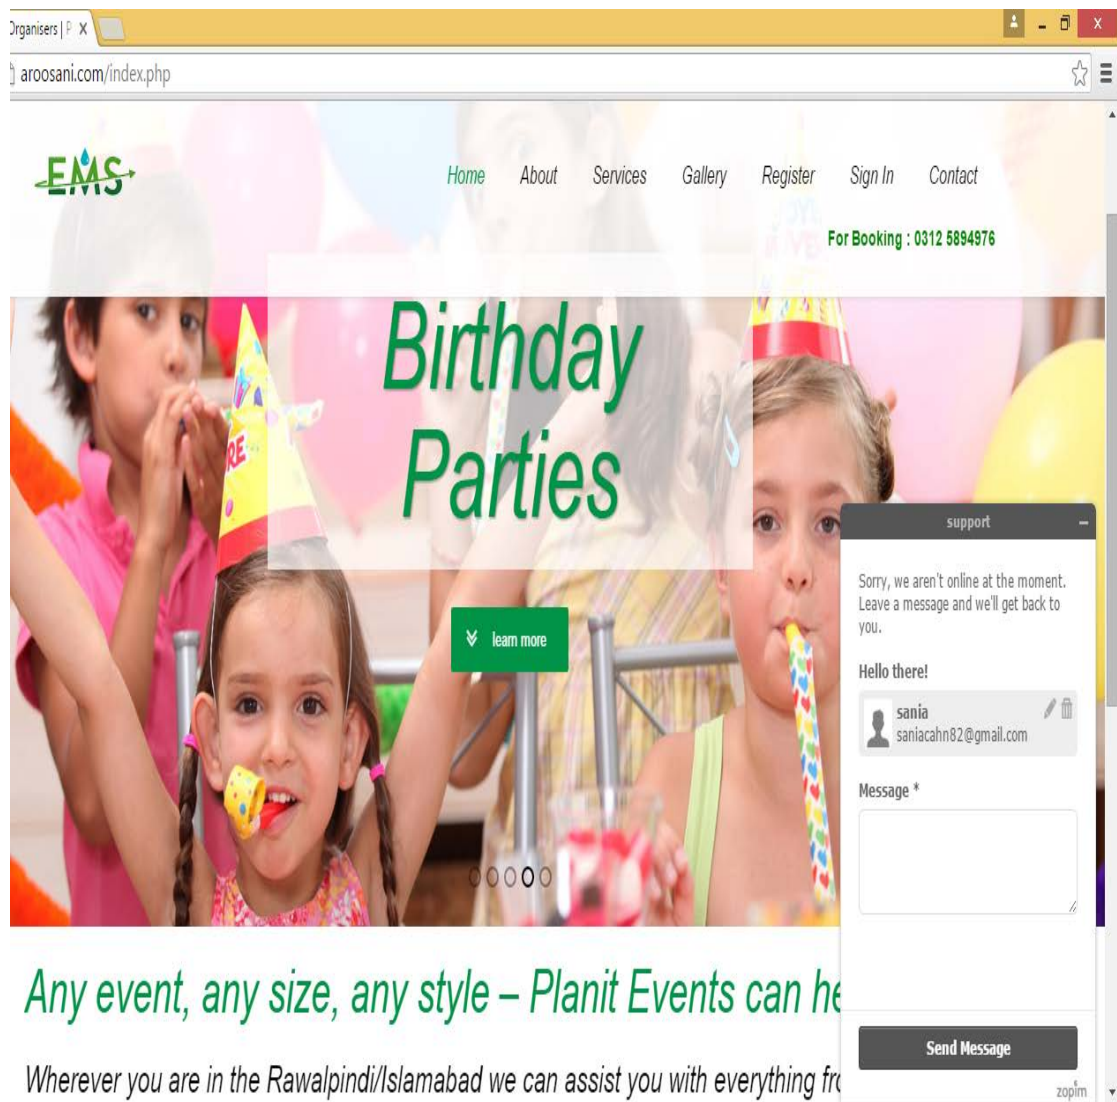 Organisers | P
aroosani.com/index.php
EMS
Home About Services Gallery Register Sign In Contact
For Booking : 0312 5894976
Birthday
Parties
learn more
support
Sorry, we aren't online at the moment.
Leave a message and we'll get back to
you.
Hello there!
sania
saniacahn82@gmail.com
Message *
Send Message
zopim
Any event, any size, any style – Planit Events can he
Wherever you are in the Rawalpindi/Islamabad we can assist you with everything fro